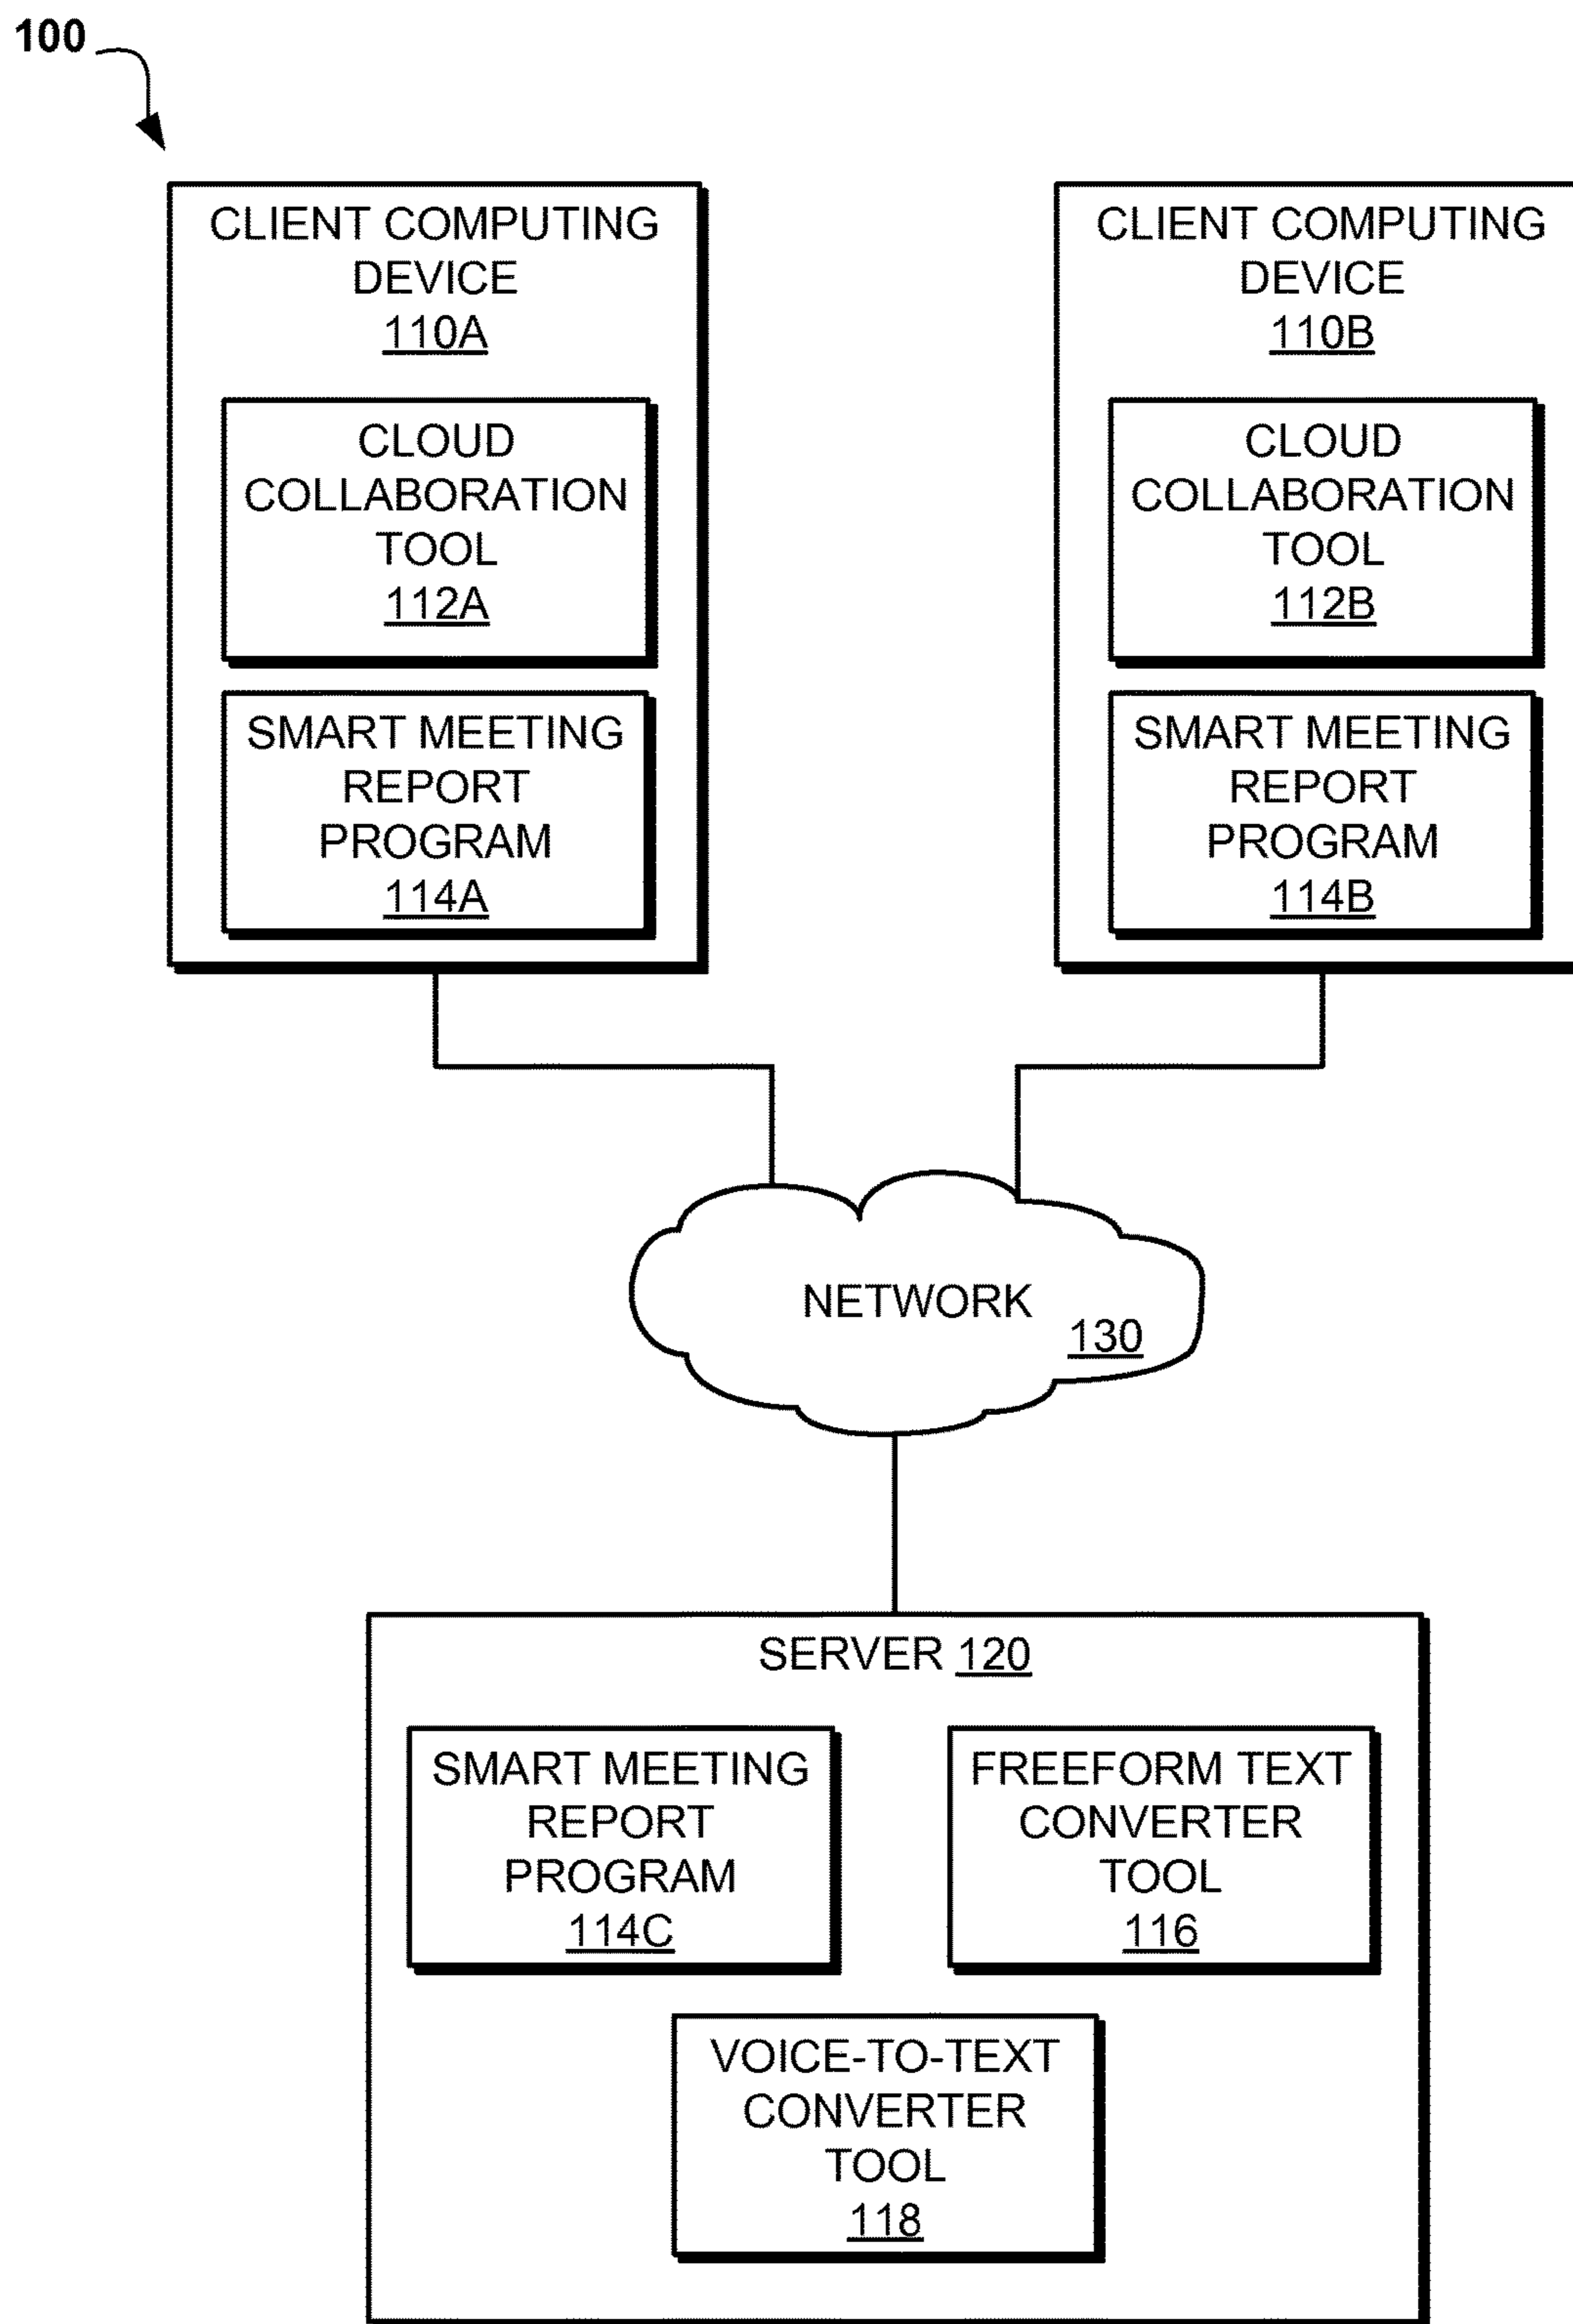 100
CLIENT COMPUTING
DEVICE
110A
CLOUD
COLLABORATION
TOOL
112A
SMART MEETING
REPORT
PROGRAM
114A
CLIENT COMPUTING
DEVICE
110B
CLOUD
COLLABORATION
TOOL
112B
SMART MEETING
REPORT
PROGRAM
114B
NETWORK
130
SERVER 120
SMART MEETING
REPORT
PROGRAM
114C
FREEFORM TEXT
CONVERTER
TOOL
116
VOICE-TO-TEXT
CONVERTER
TOOL
118